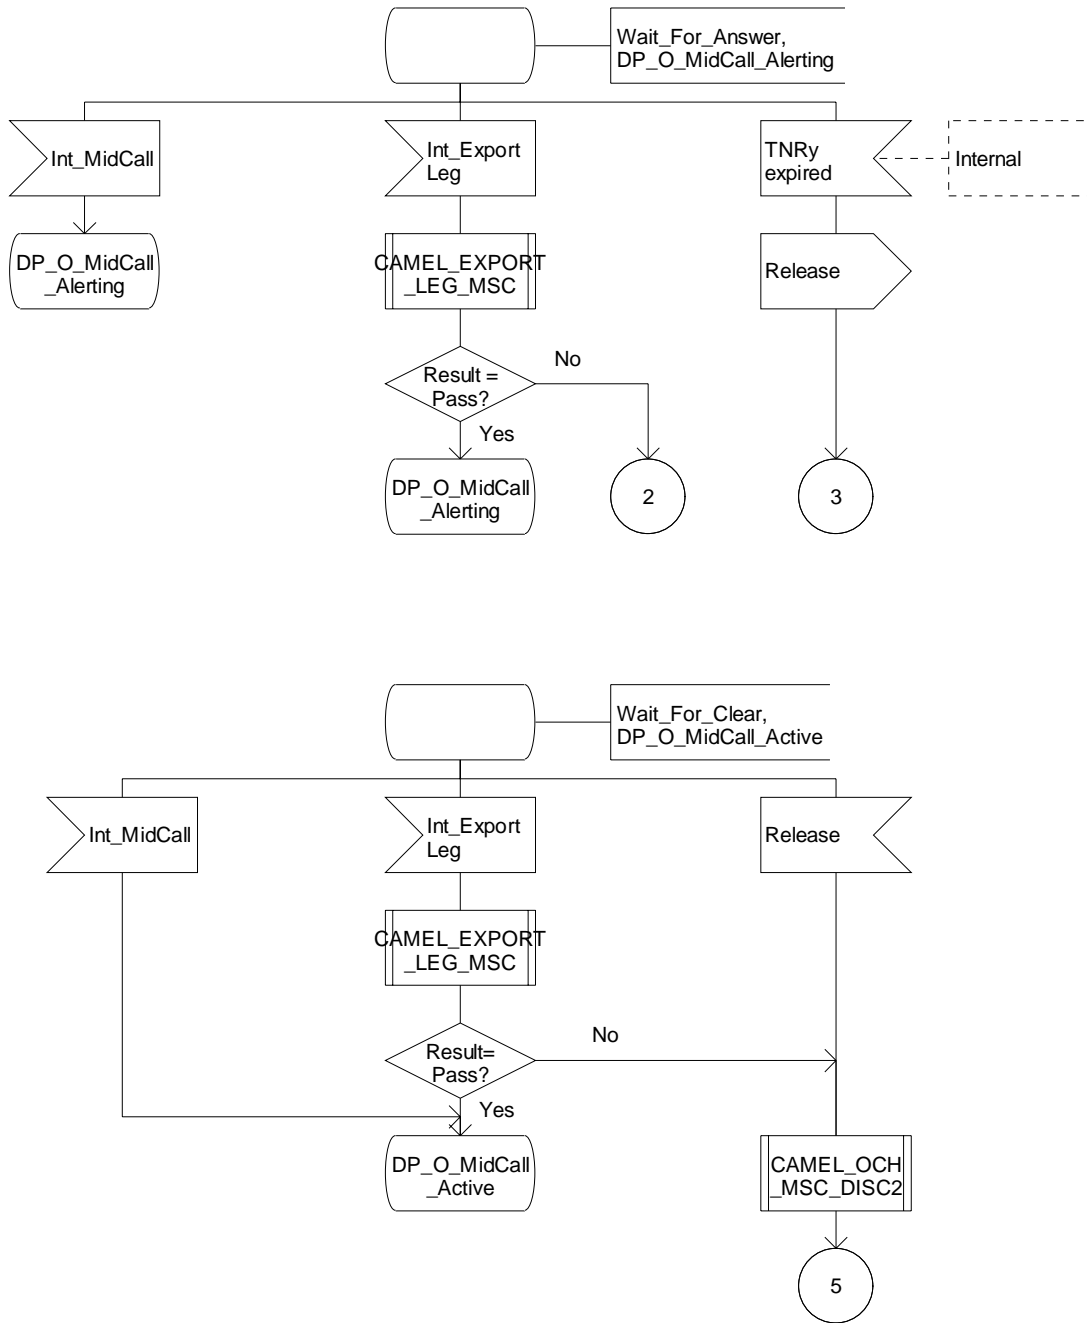 Wait_For_Answer,
DP_O_MidCall_Alerting
Int_MidCall
Int_Export
Leg
TNRy
expired
Internal
DP_O_MidCall
_Alerting
CAMEL_EXPORT
_LEG_MSC
Release
Result =
Pass?
No
Yes
DP_O_MidCall
_Alerting
2
3
Wait_For_Clear,
DP_O_MidCall_Active
Int_MidCall
Int_Export
Leg
Release
CAMEL_EXPORT
_LEG_MSC
Result=
Pass?
No
Yes
DP_O_MidCall
_Active
CAMEL_OCH
_MSC_DISC2
5